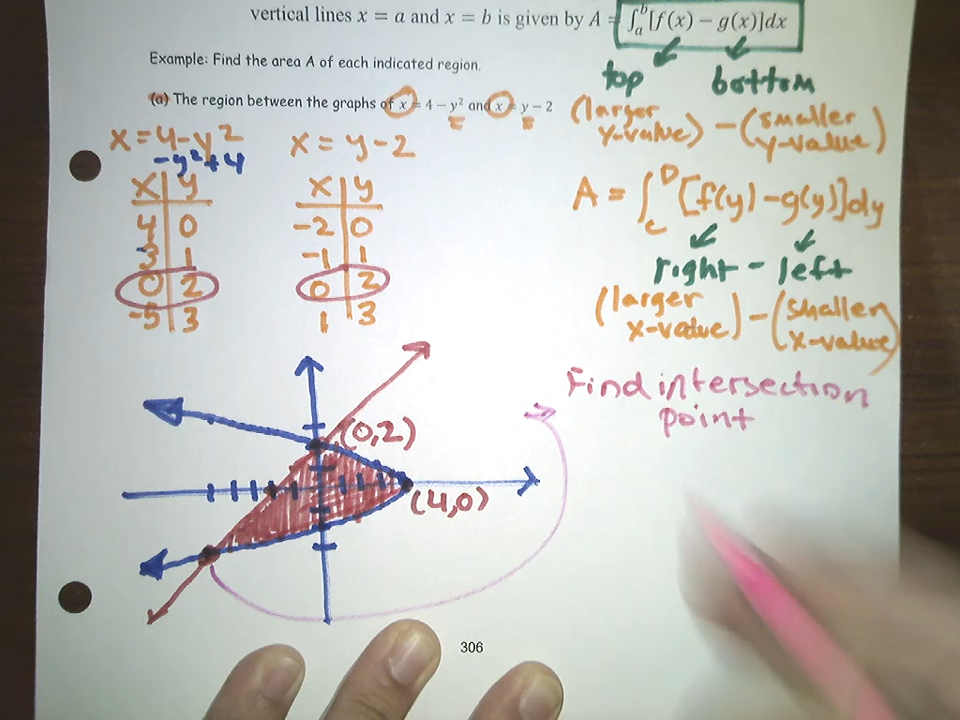 vertical lines x = a and x = b is given by A = ∫_a^b [f(x) − g(x)]dx
top bottom
Example: Find the area A of each indicated region.
(a) The region between the graphs of x = 4 − y² and x = y − 2
(larger y-value) − (smaller y-value)
x = 4 − y²
−y² + 4
x | y
4 | 0
3 | 1
0 | 2
−5 | 3
x = y − 2
x | y
−2 | 0
−1 | 1
0 | 2
1 | 3
A = ∫_c^D [f(y) − g(y)]dy
right − left
(larger x-value) − (smaller x-value)
Find intersection
point
(0,2)
(4,0)
306